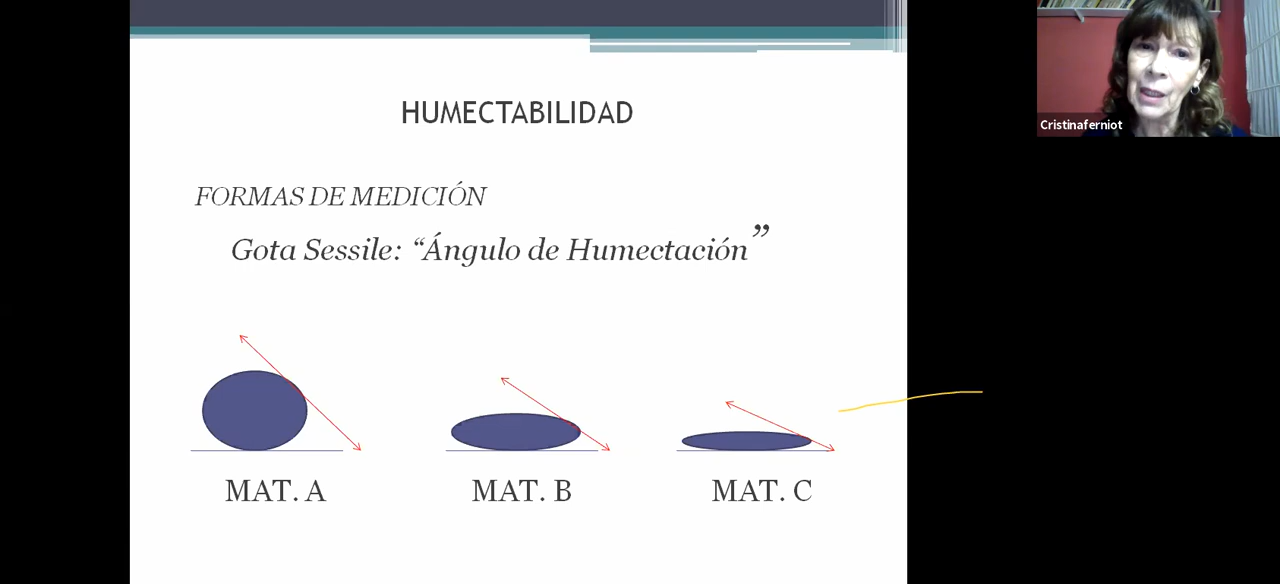 HUMECTABILIDAD
Cristinaferniot
FORMAS DE MEDICIÓN
Gota Sessile: “Ángulo de Humectación”
MAT. A
MAT. B
MAT. C